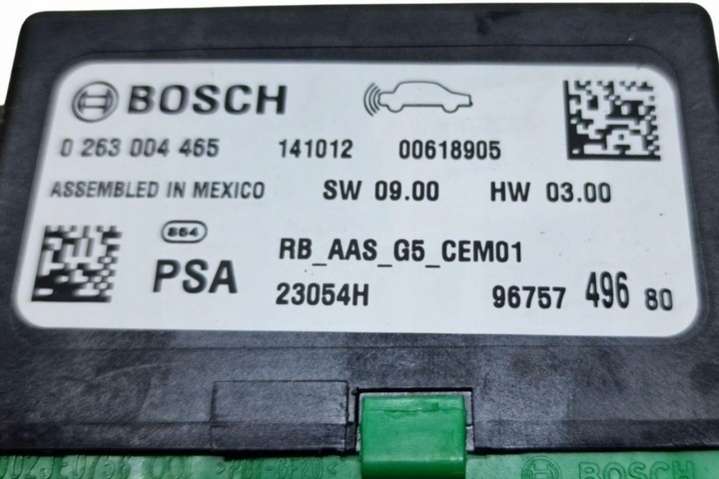 BOSCH
0 263 004 465 141012 00618905
ASSEMBLED IN MEXICO SW 09.00 HW 03.00
864
PSA RB_AAS_G5_CEM01
23054H 96757 496 80
BOSCH